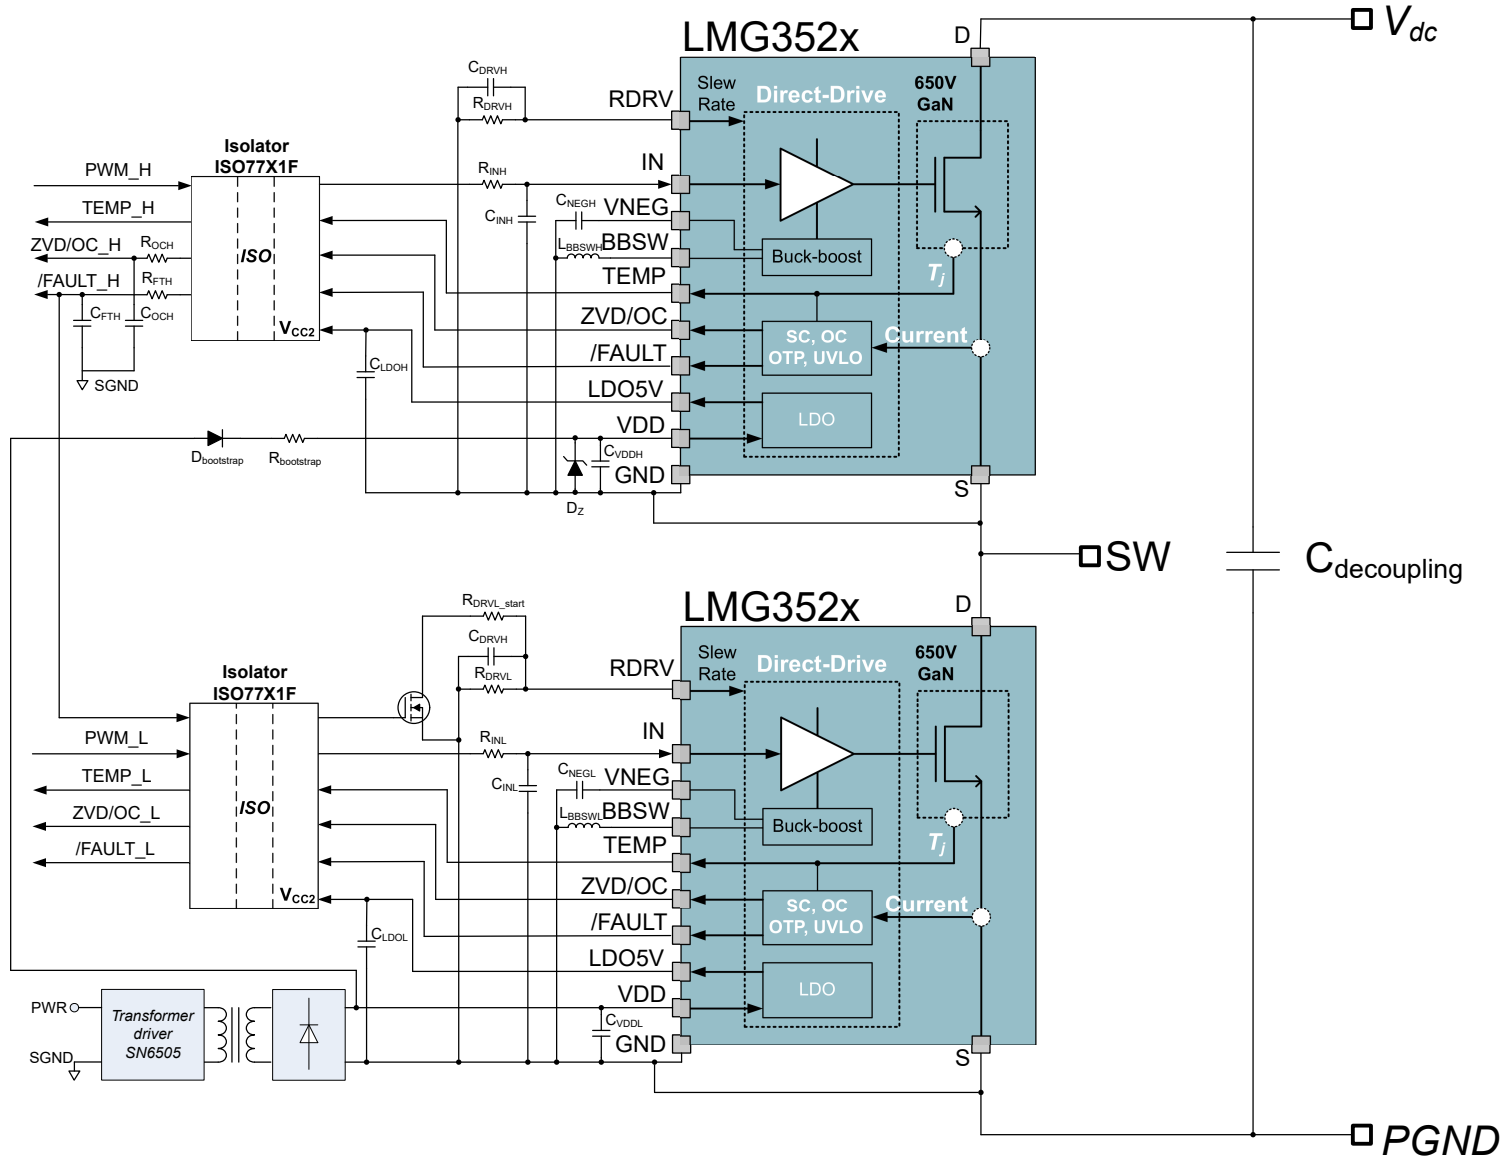 LMG352x
D
V_dc
C_DRVH
R_DRVH
RDRV
Slew
Rate
Direct-Drive
650V
GaN
Isolator
ISO77X1F
PWM_H
TEMP_H
ZVD/OC_H
R_OCH
/FAULT_H
R_FTH
C_FTH
C_OCH
SGND
ISO
V_CC2
R_INH
IN
C_INH
C_NEGH
VNEG
L_BBSWH
BBSW
Buck-boost
TEMP
T_j
ZVD/OC
SC, OC
OTP, UVLO
Current
/FAULT
C_LDOH
LDO5V
LDO
VDD
D_bootstrap
R_bootstrap
C_VDDH
GND
D_Z
S
SW
C_decoupling
LMG352x
D
R_DRVL_start
C_DRVH
R_DRVL
RDRV
Slew
Rate
Direct-Drive
650V
GaN
Isolator
ISO77X1F
PWM_L
TEMP_L
ZVD/OC_L
/FAULT_L
ISO
V_CC2
R_INL
IN
C_INL
C_NEGL
VNEG
L_BBSWL
BBSW
Buck-boost
TEMP
T_j
ZVD/OC
SC, OC
OTP, UVLO
Current
/FAULT
C_LDOL
LDO5V
LDO
VDD
C_VDDL
GND
S
PWR
SGND
Transformer
driver
SN6505
PGND